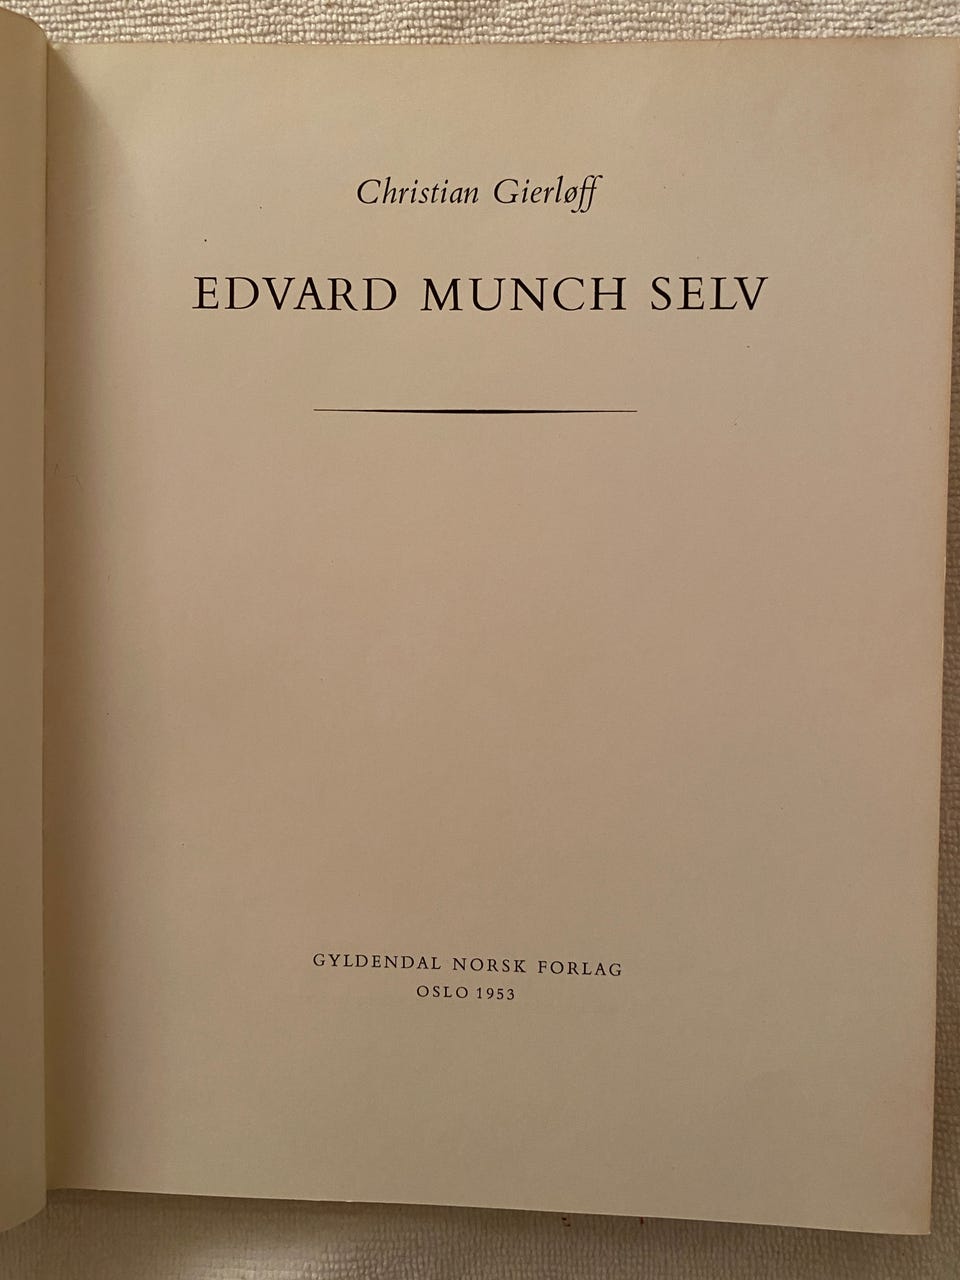 Christian Gierløff
EDVARD MUNCH SELV
GYLDENDAL NORSK FORLAG
OSLO 1953